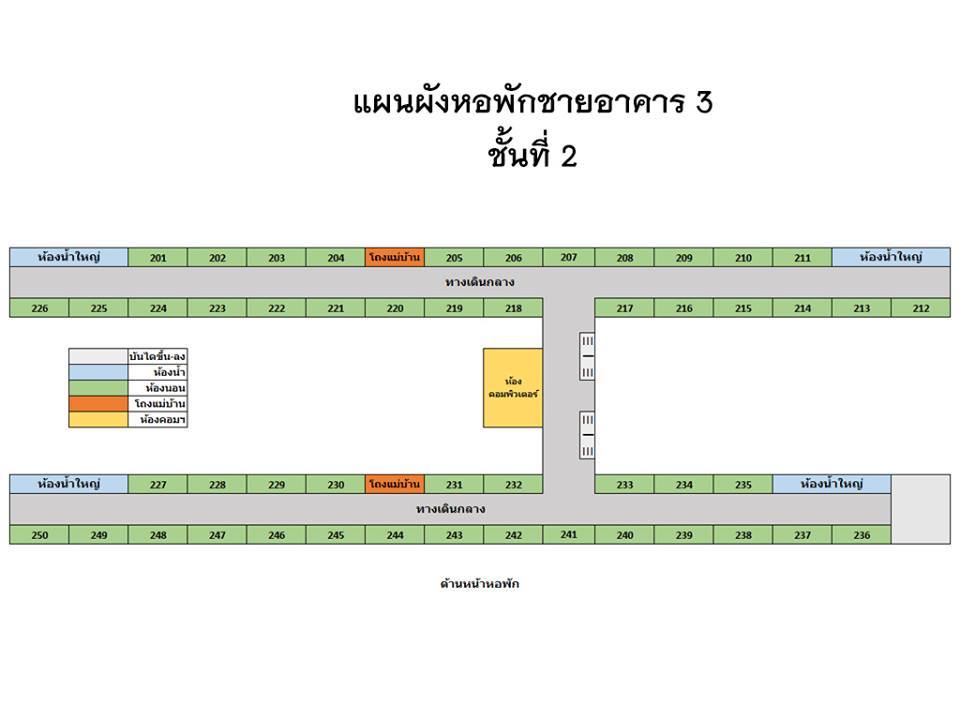 แผนผังหอพักชายอาคาร 3
ชั้นที่ 2
ห้องน้ำใหญ่ 201 202 203 204 โถงแม่บ้าน 205 206 207 208 209 210 211 ห้องน้ำใหญ่
ทางเดินกลาง
226 225 224 223 222 221 220 219 218 217 216 215 214 213 212
บันไดขึ้น-ลง
ห้องน้ำ
ห้องนอน
โถงแม่บ้าน
ห้องคอมฯ
ห้อง
คอมพิวเตอร์
ห้องน้ำใหญ่ 227 228 229 230 โถงแม่บ้าน 231 232 233 234 235 ห้องน้ำใหญ่
ทางเดินกลาง
250 249 248 247 246 245 244 243 242 241 240 239 238 237 236
ด้านหน้าหอพัก